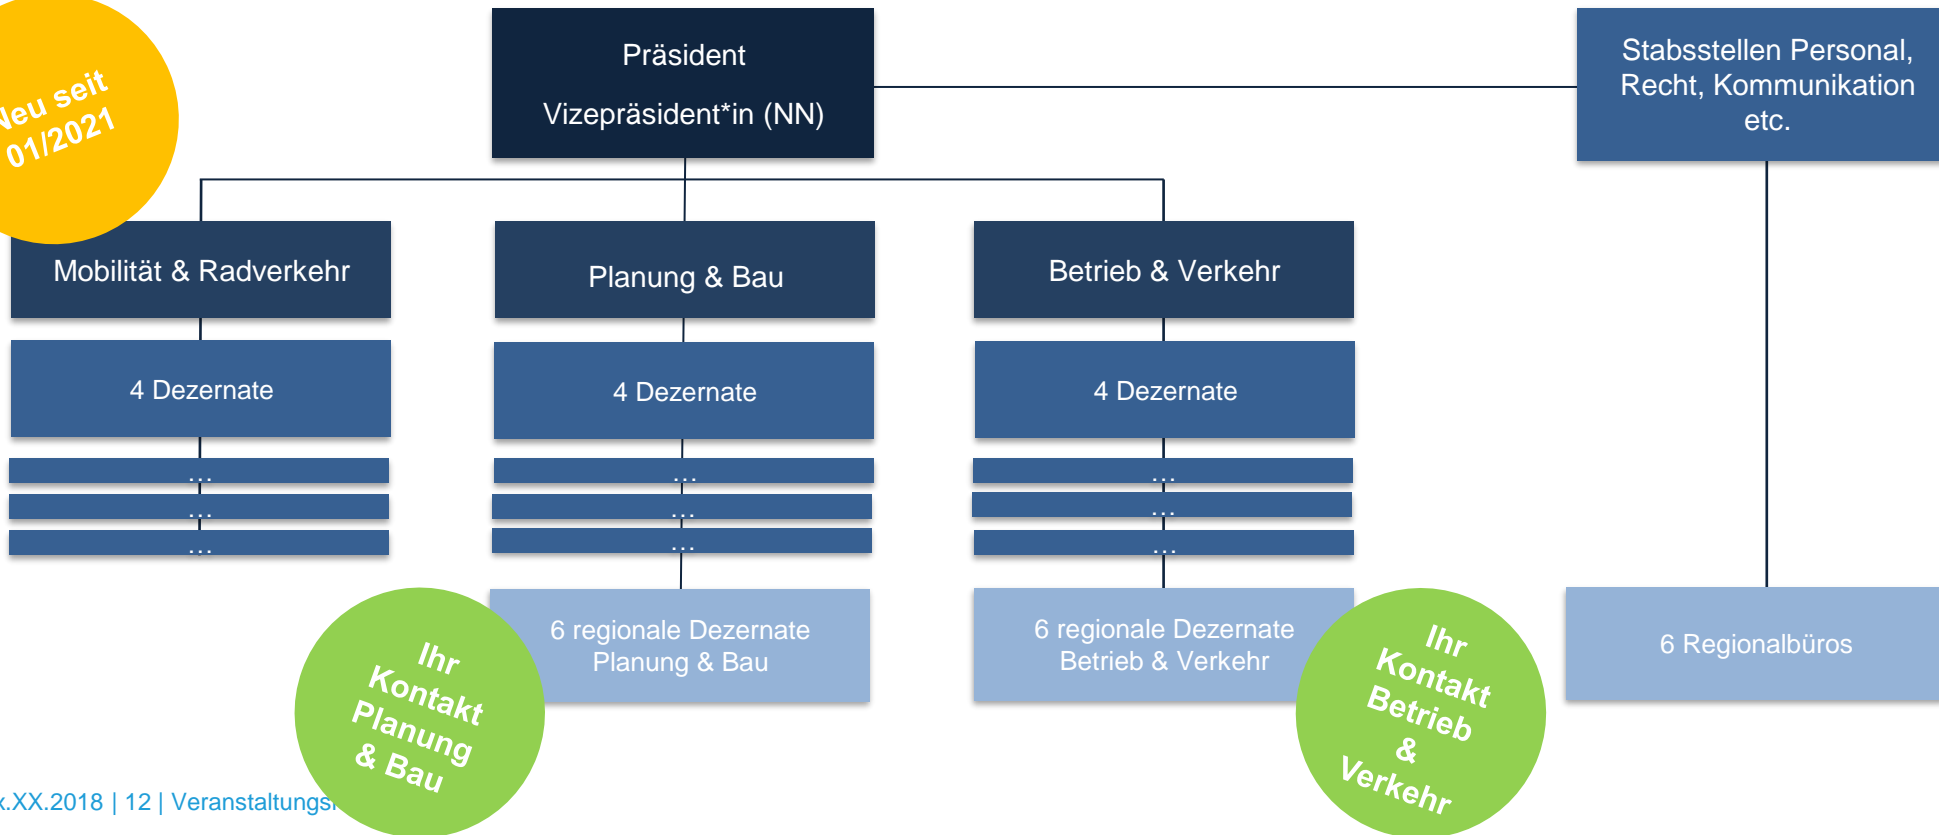 Neu seit
01/2021
Präsident
Vizepräsident*in (NN)
Stabsstellen Personal,
Recht, Kommunikation
etc.
Mobilität & Radverkehr
Planung & Bau
Betrieb & Verkehr
4 Dezernate
4 Dezernate
4 Dezernate
...
...
...
...
...
...
...
...
...
6 regionale Dezernate
Planung & Bau
6 regionale Dezernate
Betrieb & Verkehr
6 Regionalbüros
Ihr
Kontakt
Planung
& Bau
Ihr
Kontakt
Betrieb
&
Verkehr
.XX.2018 | 12 |